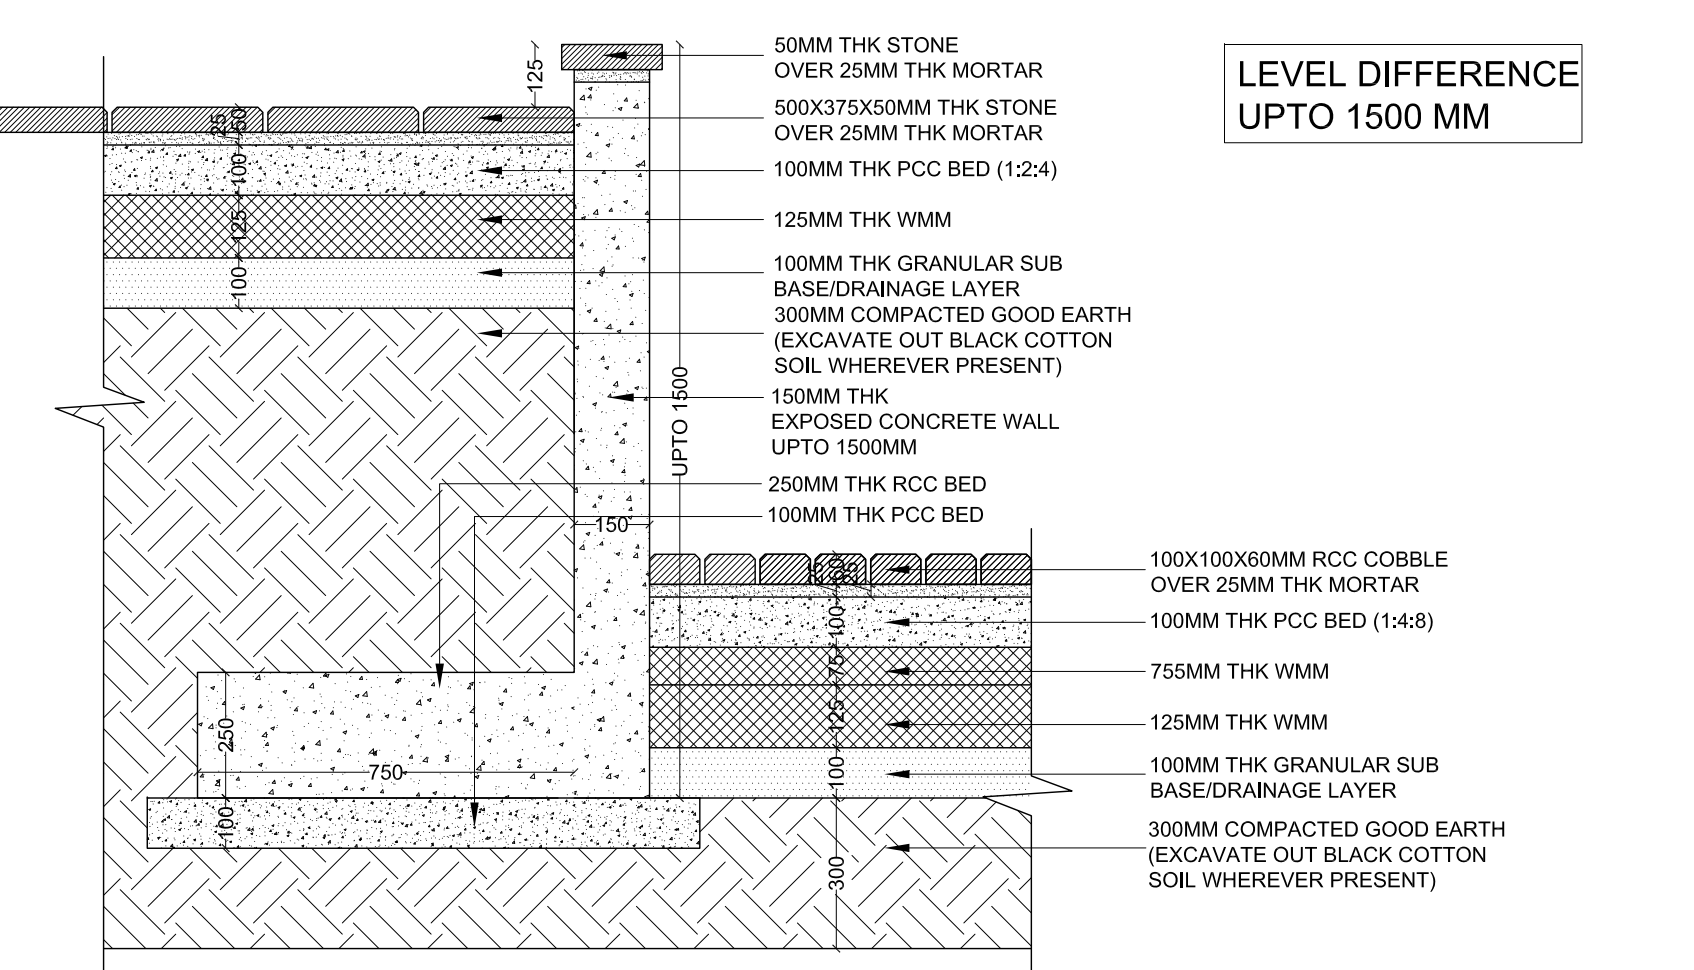 50MM THK STONE
OVER 25MM THK MORTAR
500X375X50MM THK STONE
OVER 25MM THK MORTAR
100MM THK PCC BED (1:2:4)
125MM THK WMM
100MM THK GRANULAR SUB
BASE/DRAINAGE LAYER
300MM COMPACTED GOOD EARTH
(EXCAVATE OUT BLACK COTTON
SOIL WHEREVER PRESENT)
150MM THK
EXPOSED CONCRETE WALL
UPTO 1500MM
250MM THK RCC BED
100MM THK PCC BED
LEVEL DIFFERENCE
UPTO 1500 MM
100X100X60MM RCC COBBLE
OVER 25MM THK MORTAR
100MM THK PCC BED (1:4:8)
755MM THK WMM
125MM THK WMM
100MM THK GRANULAR SUB
BASE/DRAINAGE LAYER
300MM COMPACTED GOOD EARTH
(EXCAVATE OUT BLACK COTTON
SOIL WHEREVER PRESENT)
125
25
50
100
125
100
UPTO 1500
150
250
750
100
25
60
25
100
75
125
100
300